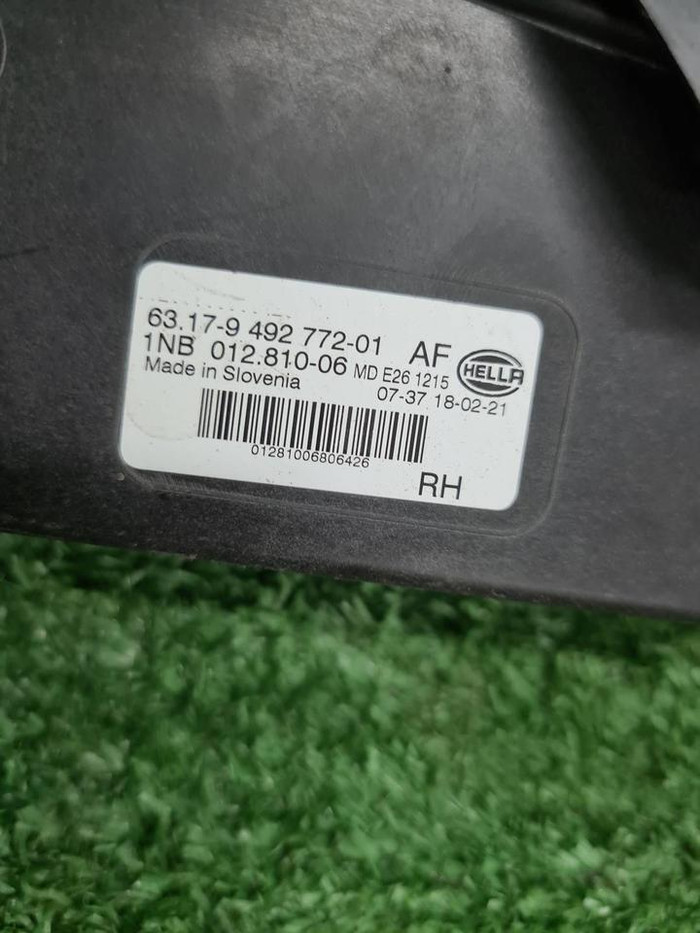 63.17-9 492 772-01 AF
1NB 012.810-06 MD E26 1215
HELLA
Made in Slovenia 07-37 18-02-21
01281006806426
RH